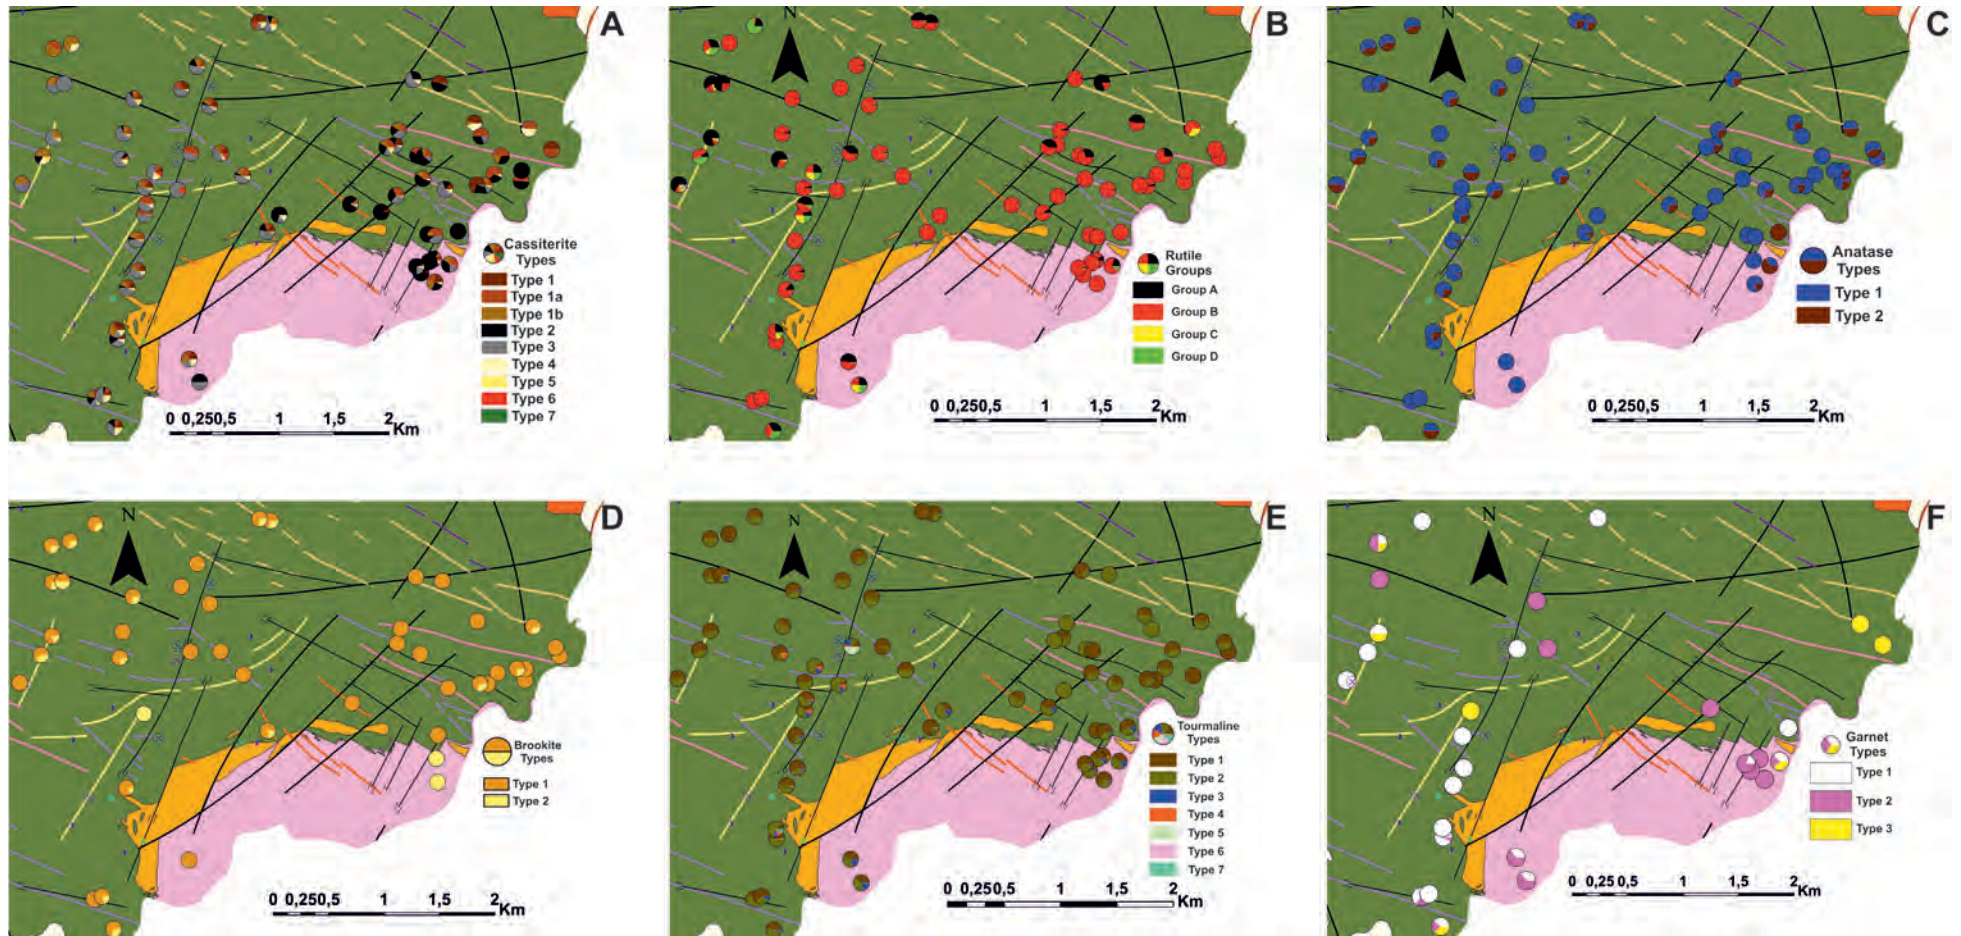 A
Cassiterite
Types
Type 1
Type 1a
Type 1b
Type 2
Type 3
Type 4
Type 5
Type 6
Type 7
0 0,250,5 1 1,5 2
Km
B
N
Rutile
Groups
Group A
Group B
Group C
Group D
0 0,250,5 1 1,5 2
Km
C
N
Anatase
Types
Type 1
Type 2
0 0,250,5 1 1,5 2
Km
D
N
Brookite
Types
Type 1
Type 2
0 0,250,5 1 1,5 2
Km
E
N
Tourmaline
Types
Type 1
Type 2
Type 3
Type 4
Type 5
Type 6
Type 7
0 0,250,5 1 1,5 2
Km
F
N
Garnet
Types
Type 1
Type 2
Type 3
0 0,250,5 1 1,5 2
Km